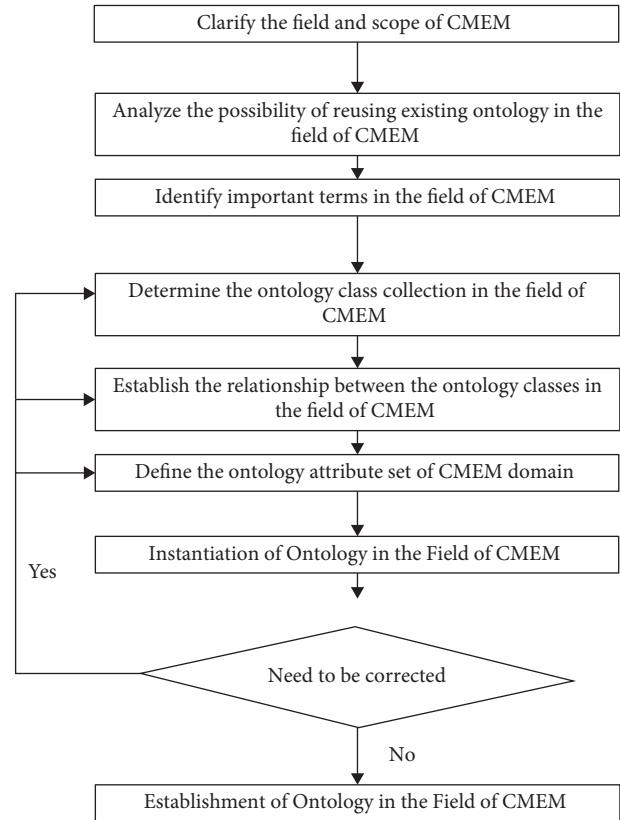 Clarify the field and scope of CMEM
Analyze the possibility of reusing existing ontology in the
field of CMEM
Identify important terms in the field of CMEM
Determine the ontology class collection in the field of
CMEM
Establish the relationship between the ontology classes in
the field of CMEM
Define the ontology attribute set of CMEM domain
Instantiation of Ontology in the Field of CMEM
Yes
Need to be corrected
No
Establishment of Ontology in the Field of CMEM